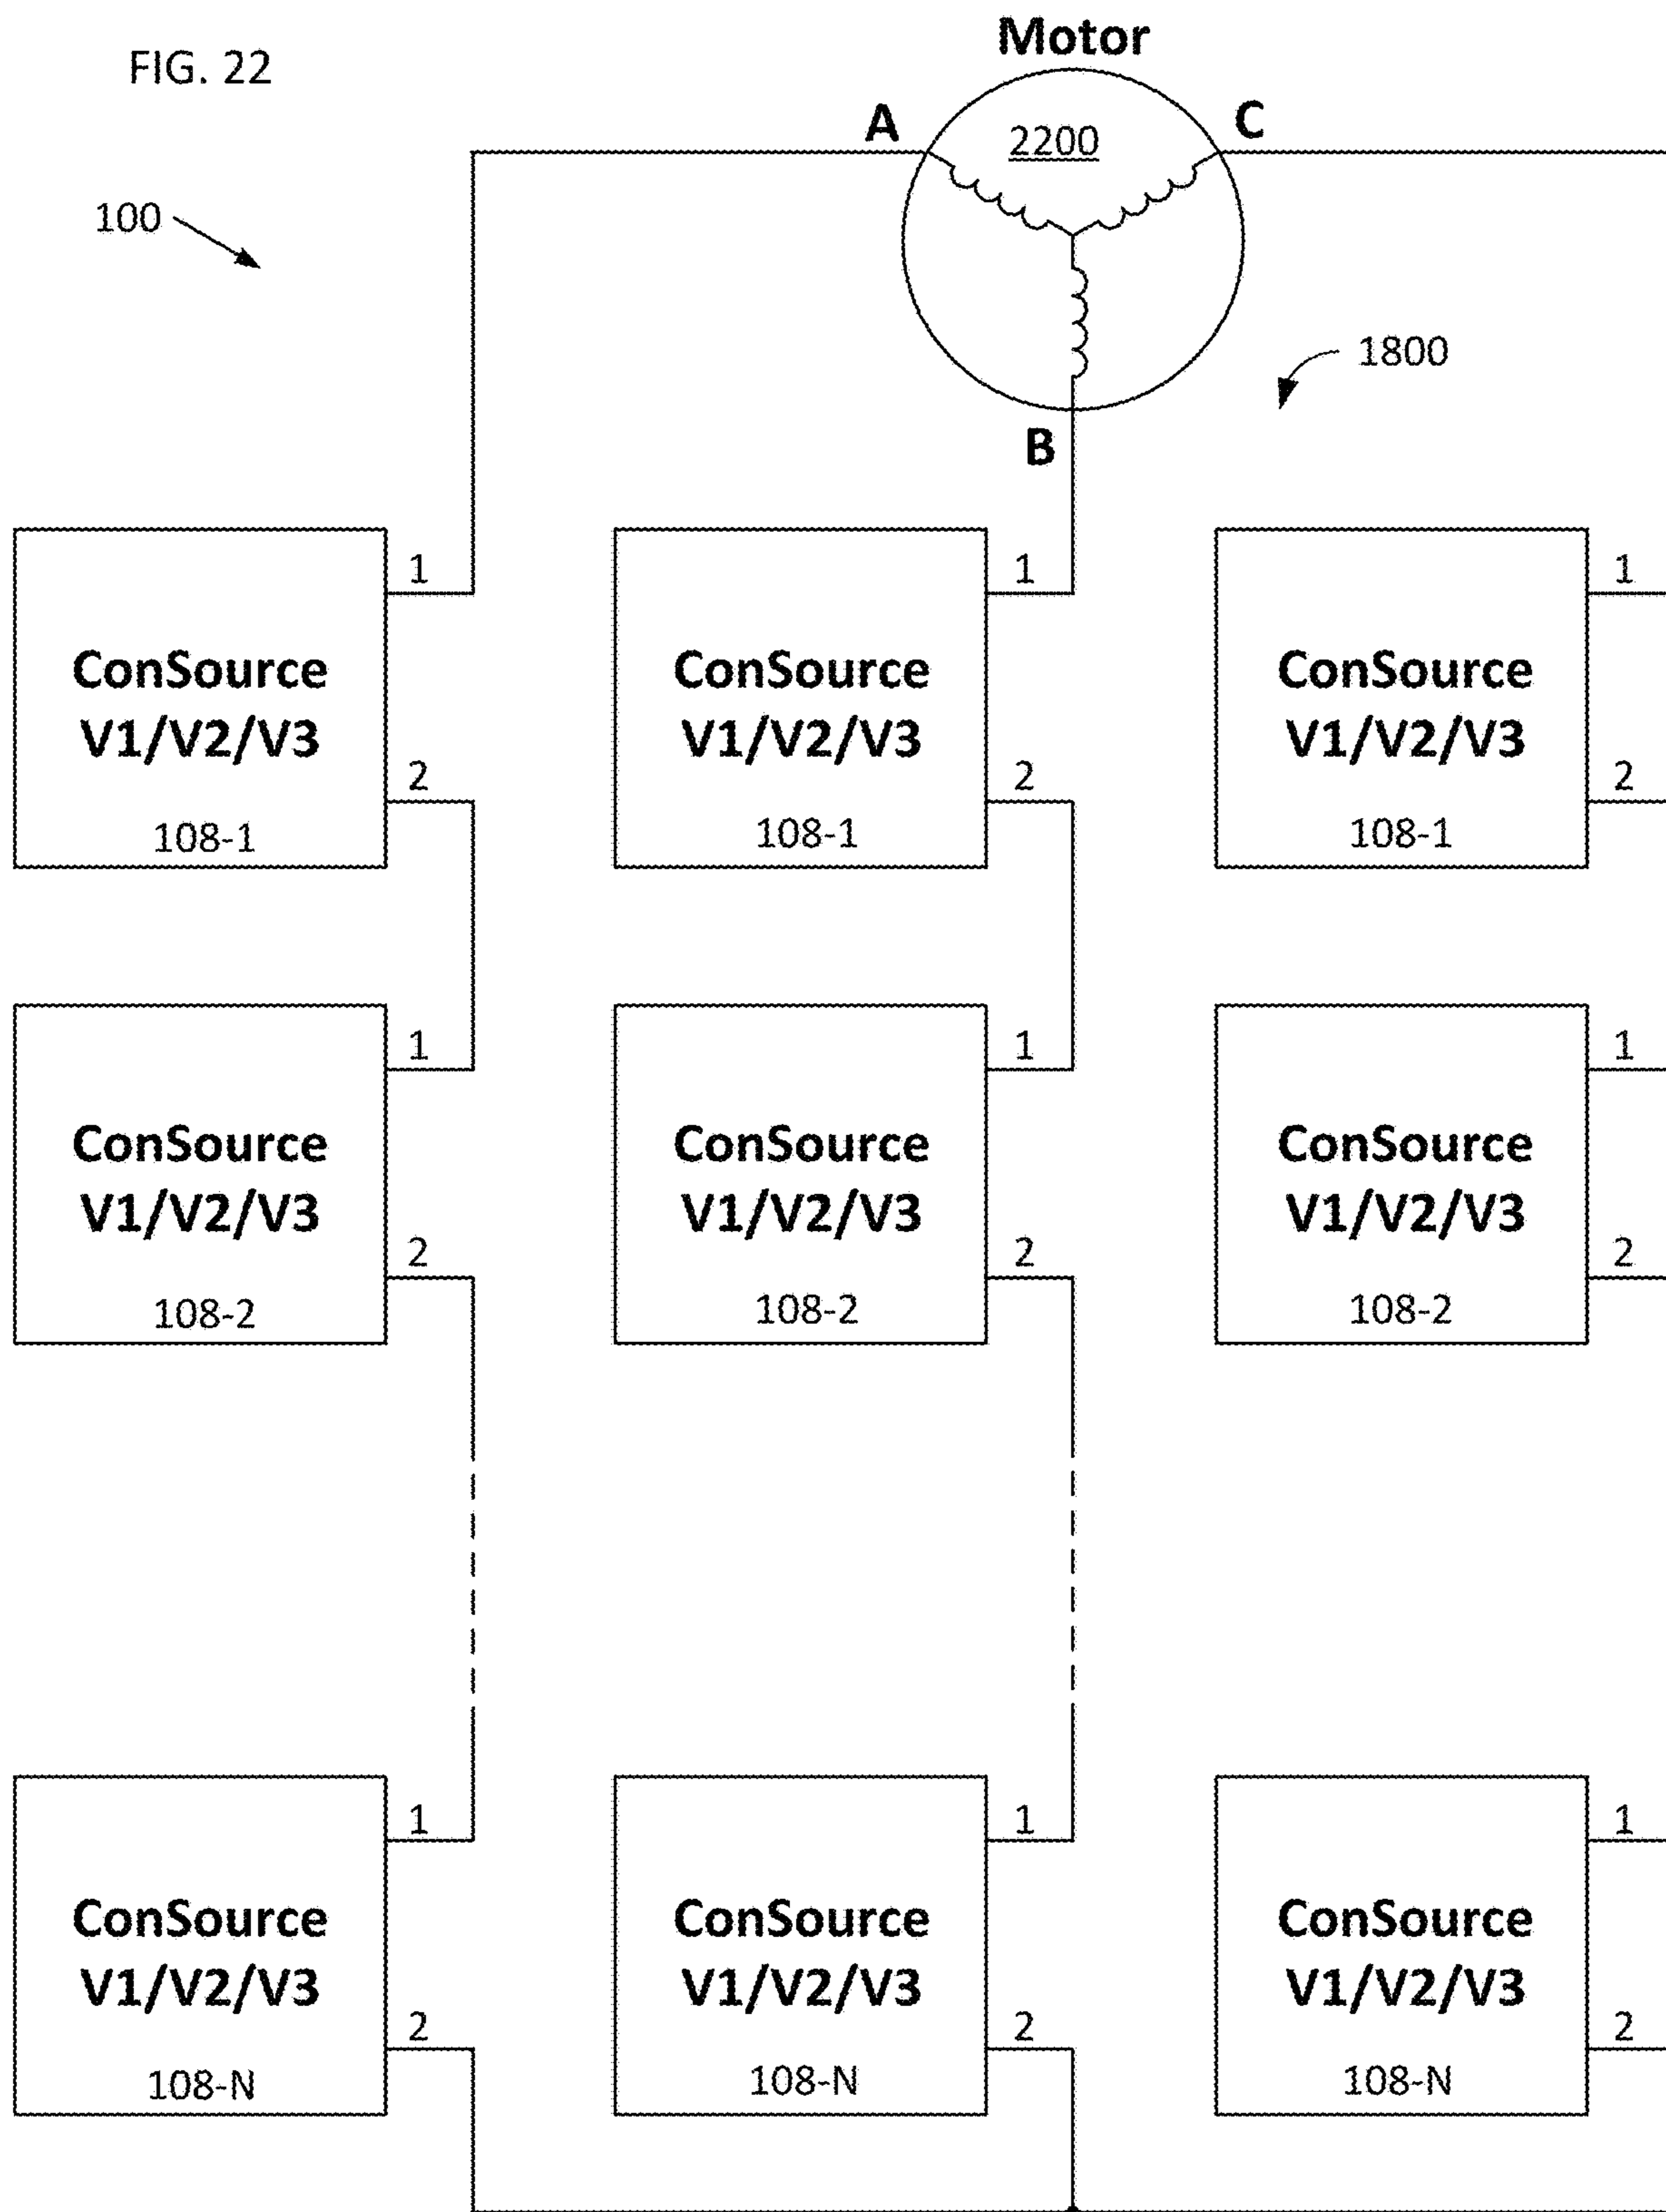 FIG. 22
Motor
A
C
2200
100
1800
B
1
1
1
ConSource
V1/V2/V3
ConSource
V1/V2/V3
ConSource
V1/V2/V3
2
2
2
108-1
108-1
108-1
1
1
1
ConSource
V1/V2/V3
ConSource
V1/V2/V3
ConSource
V1/V2/V3
2
2
2
108-2
108-2
108-2
1
1
1
ConSource
V1/V2/V3
ConSource
V1/V2/V3
ConSource
V1/V2/V3
2
2
2
108-N
108-N
108-N